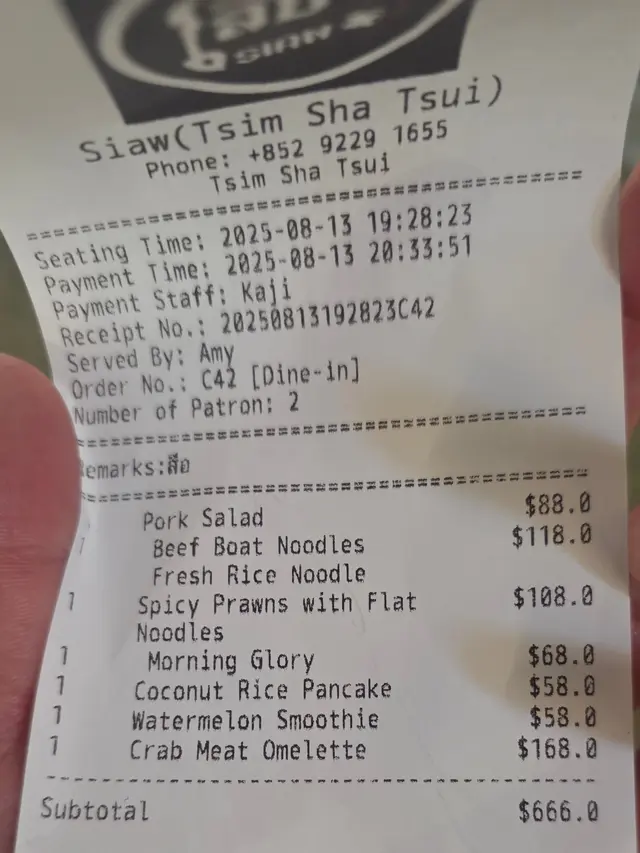 SIAW
Siaw(Tsim Sha Tsui)
Phone: +852 9229 1655
Tsim Sha Tsui
Seating Time: 2025-08-13 19:28:23
Payment Time: 2025-08-13 20:33:51
Payment Staff: Kaji
Receipt No.: 20250813192823C42
Served By: Amy
Order No.: C42 [Dine-in]
Number of Patron: 2
emarks:สือ
Pork Salad $88.0
Beef Boat Noodles $118.0
Fresh Rice Noodle
1 Spicy Prawns with Flat $108.0
Noodles
1 Morning Glory $68.0
1 Coconut Rice Pancake $58.0
1 Watermelon Smoothie $58.0
1 Crab Meat Omelette $168.0
Subtotal $666.0